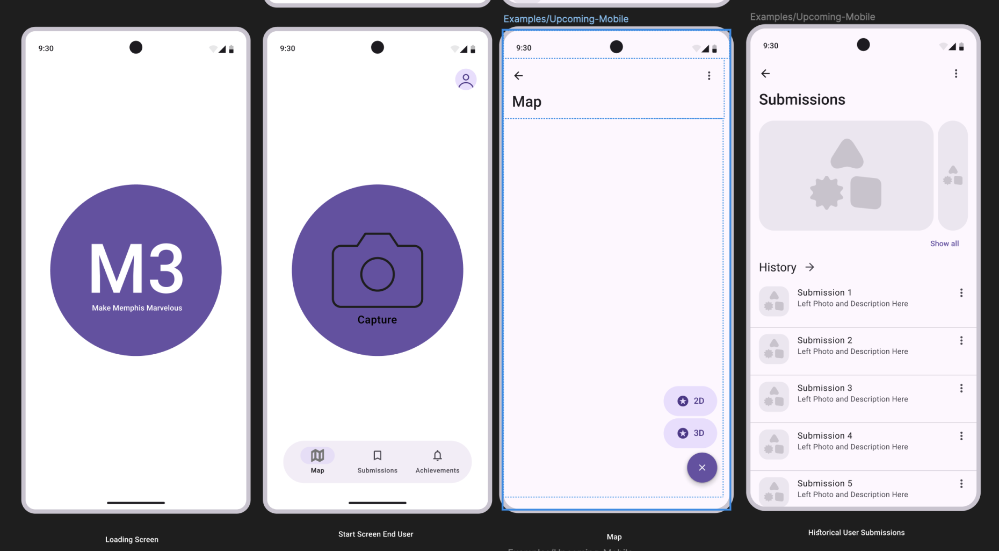 Examples/Upcoming-Mobile
Examples/Upcoming-Mobile
9:30
M3
Make Memphis Marvelous
Loading Screen
9:30
Capture
Map
Submissions
Achievements
Start Screen End User
9:30
Map
2D
3D
Map
9:30
Submissions
Show all
History
Submission 1
Left Photo and Description Here
Submission 2
Left Photo and Description Here
Submission 3
Left Photo and Description Here
Submission 4
Left Photo and Description Here
Submission 5
Left Photo and Description Here
Historical User Submissions
Examples/Upcoming-Mobile